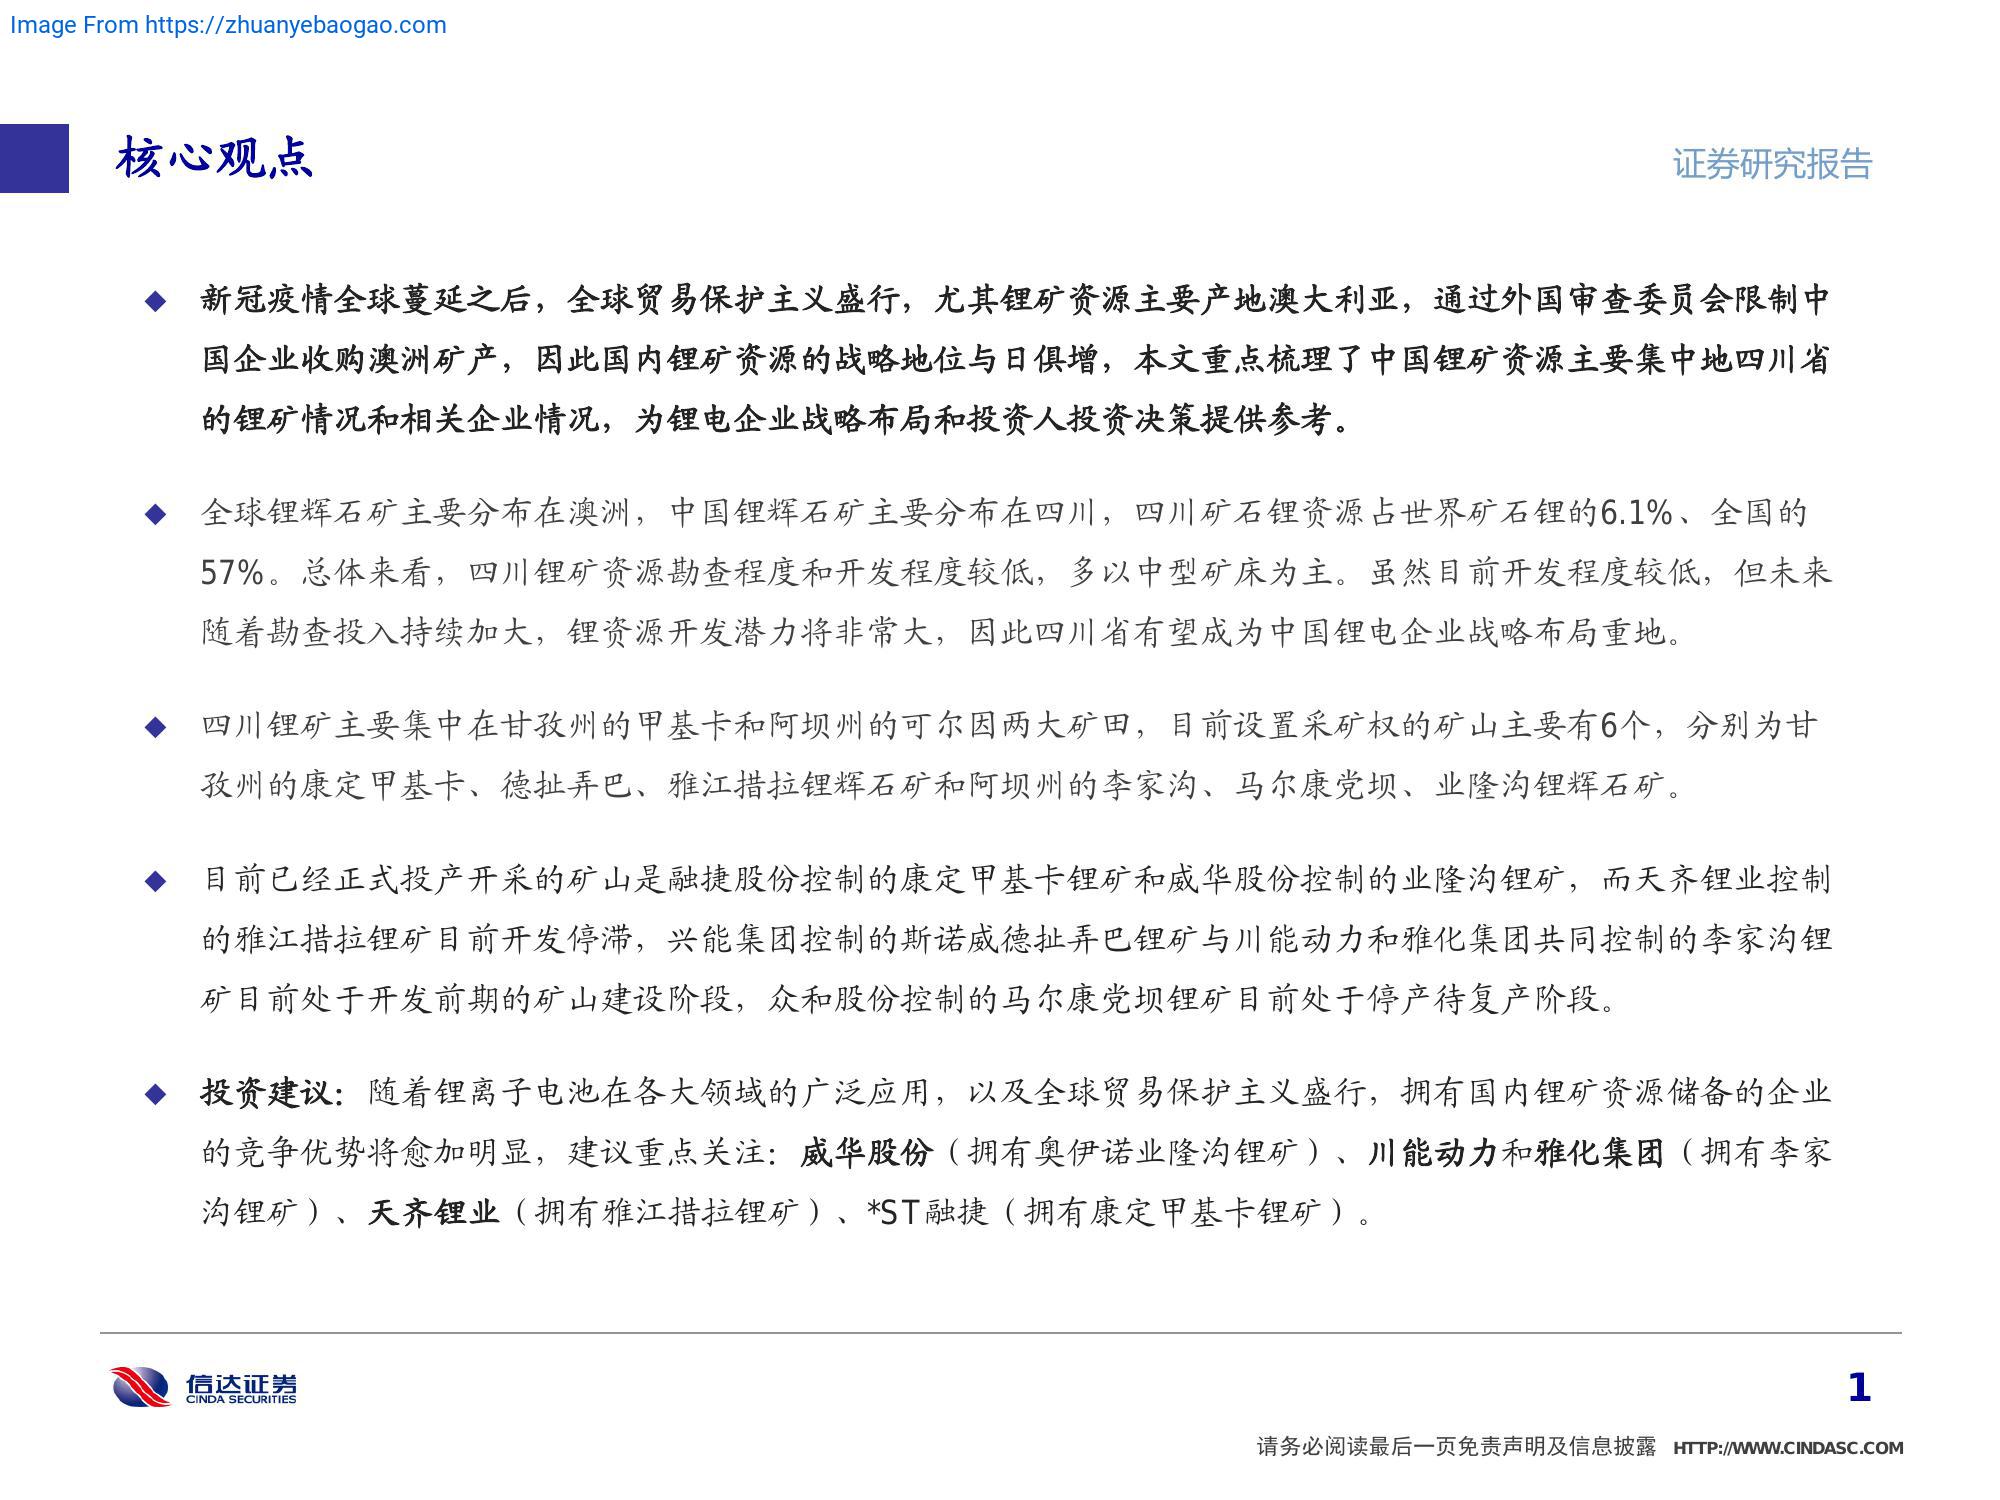 Image From https://zhuanyebaogao.com
核心观点
证券研究报告
◆ 新冠疫情全球蔓延之后，全球贸易保护主义盛行，尤其锂矿资源主要产地澳大利亚，通过外国审查委员会限制中
国企业收购澳洲矿产，因此国内锂矿资源的战略地位与日俱增，本文重点梳理了中国锂矿资源主要集中地四川省
的锂矿情况和相关企业情况，为锂电企业战略布局和投资人投资决策提供参考。
◆ 全球锂辉石矿主要分布在澳洲，中国锂辉石矿主要分布在四川，四川矿石锂资源占世界矿石锂的6.1%、全国的
57%。总体来看，四川锂矿资源勘查程度和开发程度较低，多以中型矿床为主。虽然目前开发程度较低，但未来
随着勘查投入持续加大，锂资源开发潜力将非常大，因此四川省有望成为中国锂电企业战略布局重地。
◆ 四川锂矿主要集中在甘孜州的甲基卡和阿坝州的可尔因两大矿田，目前设置采矿权的矿山主要有6个，分别为甘
孜州的康定甲基卡、德扯弄巴、雅江措拉锂辉石矿和阿坝州的李家沟、马尔康党坝、业隆沟锂辉石矿。
◆ 目前已经正式投产开采的矿山是融捷股份控制的康定甲基卡锂矿和威华股份控制的业隆沟锂矿，而天齐锂业控制
的雅江措拉锂矿目前开发停滞，兴能集团控制的斯诺威德扯弄巴锂矿与川能动力和雅化集团共同控制的李家沟锂
矿目前处于开发前期的矿山建设阶段，众和股份控制的马尔康党坝锂矿目前处于停产待复产阶段。
◆ 投资建议：随着锂离子电池在各大领域的广泛应用，以及全球贸易保护主义盛行，拥有国内锂矿资源储备的企业
的竞争优势将愈加明显，建议重点关注：威华股份（拥有奥伊诺业隆沟锂矿）、川能动力和雅化集团（拥有李家
沟锂矿）、天齐锂业（拥有雅江措拉锂矿）、*ST融捷（拥有康定甲基卡锂矿）。
信达证券
CINDA SECURITIES
1
请务必阅读最后一页免责声明及信息披露 HTTP://WWW.CINDASC.COM